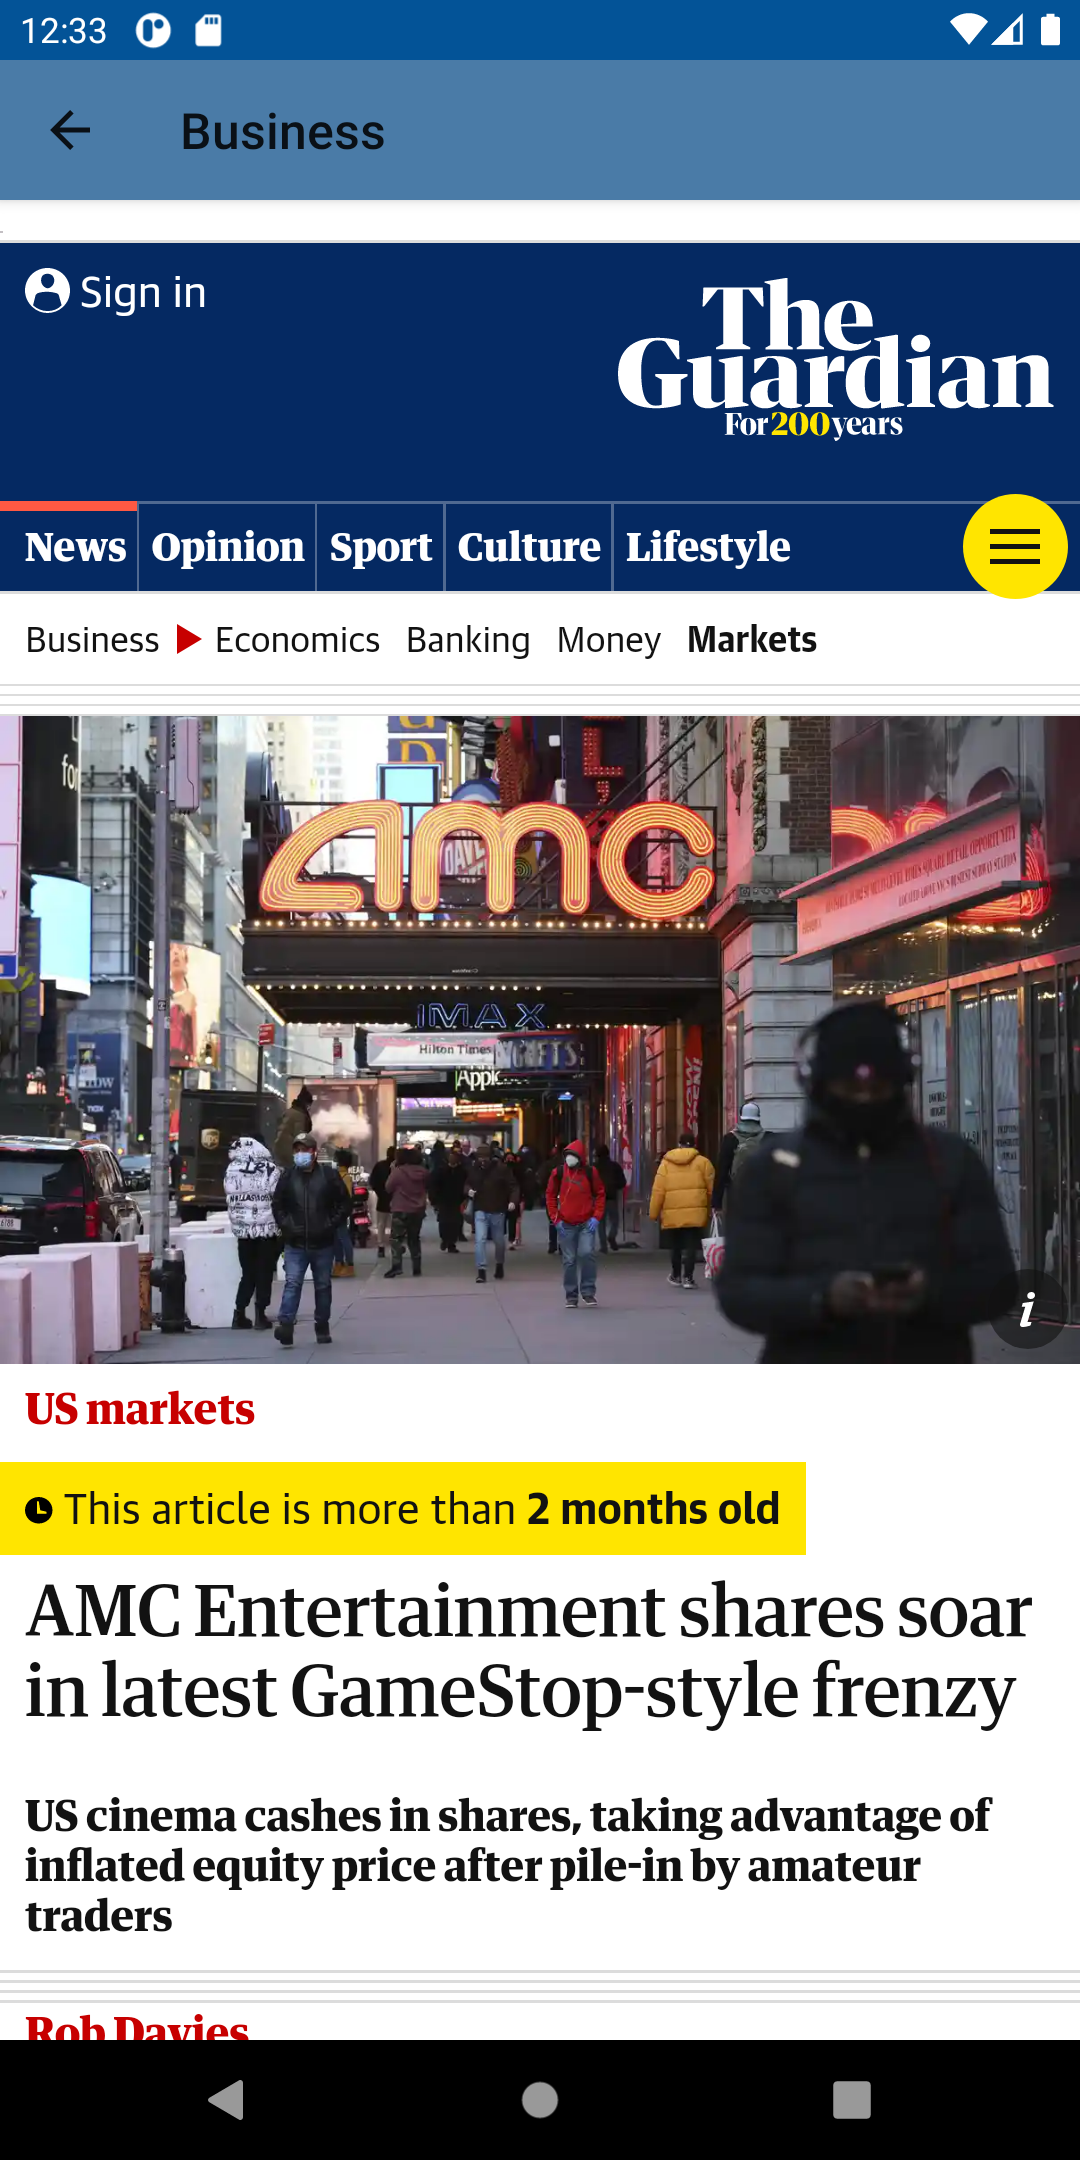 12:33
Business
Sign in
The
Guardian
For 200 years
News Opinion Sport Culture Lifestyle
Business Economics Banking Money Markets
amc
IMAX
Hilton Times
Apple
i
US markets
This article is more than 2 months old
AMC Entertainment shares soar
in latest GameStop-style frenzy
US cinema cashes in shares, taking advantage of
inflated equity price after pile-in by amateur
traders
Rob Davies